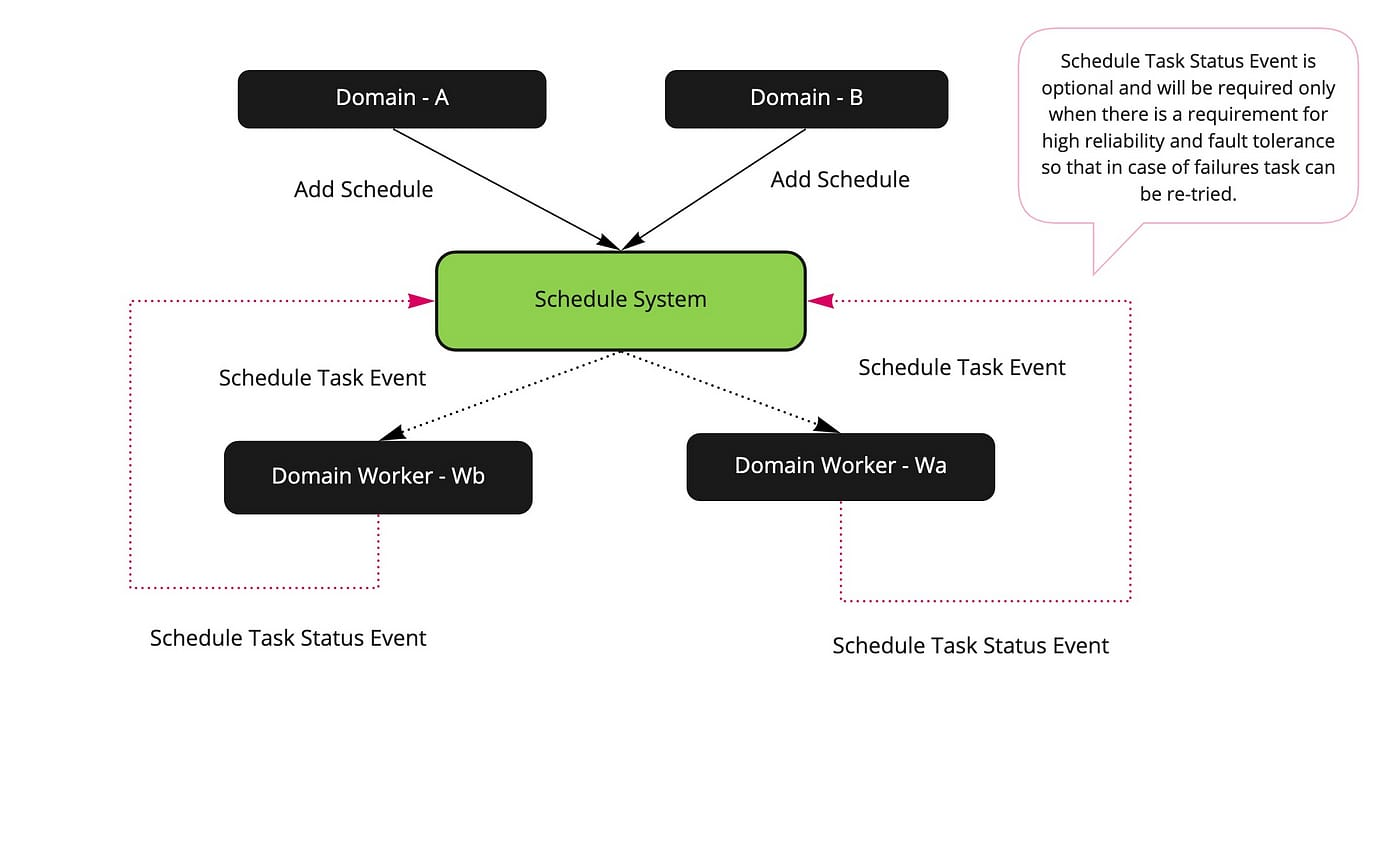 Domain - A
Domain - B
Schedule Task Status Event is
optional and will be required only
when there is a requirement for
high reliability and fault tolerance
so that in case of failures task can
be re-tried.
Add Schedule
Add Schedule
Schedule System
Schedule Task Event
Schedule Task Event
Domain Worker - Wb
Domain Worker - Wa
Schedule Task Status Event
Schedule Task Status Event